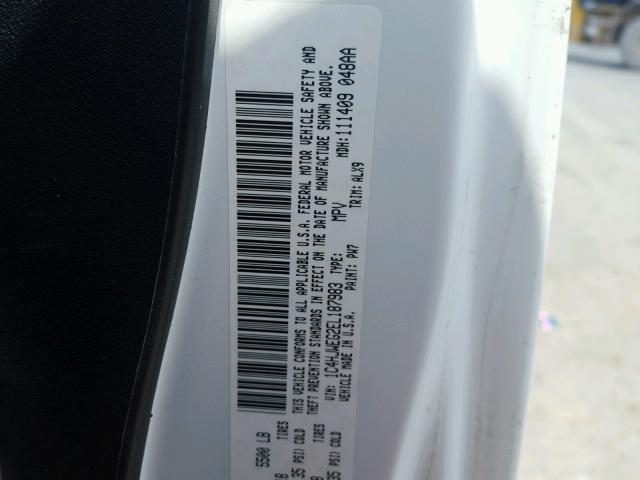 5500 LB
TIRES
35 PSI) COLD
TIRES
35 PSI) COLD
THIS VEHICLE CONFORMS TO ALL APPLICABLE U.S.A. FEDERAL MOTOR VEHICLE SAFETY AND
THEFT PREVENTION STANDARDS IN EFFECT ON THE DATE OF MANUFACTURE SHOWN ABOVE.
VIN: 1C4HJWEG2EL187983 TYPE: MPV MDH: 111409 048AA
VEHICLE MADE IN U.S.A. PAINT: PW7 TRIM: ALX9